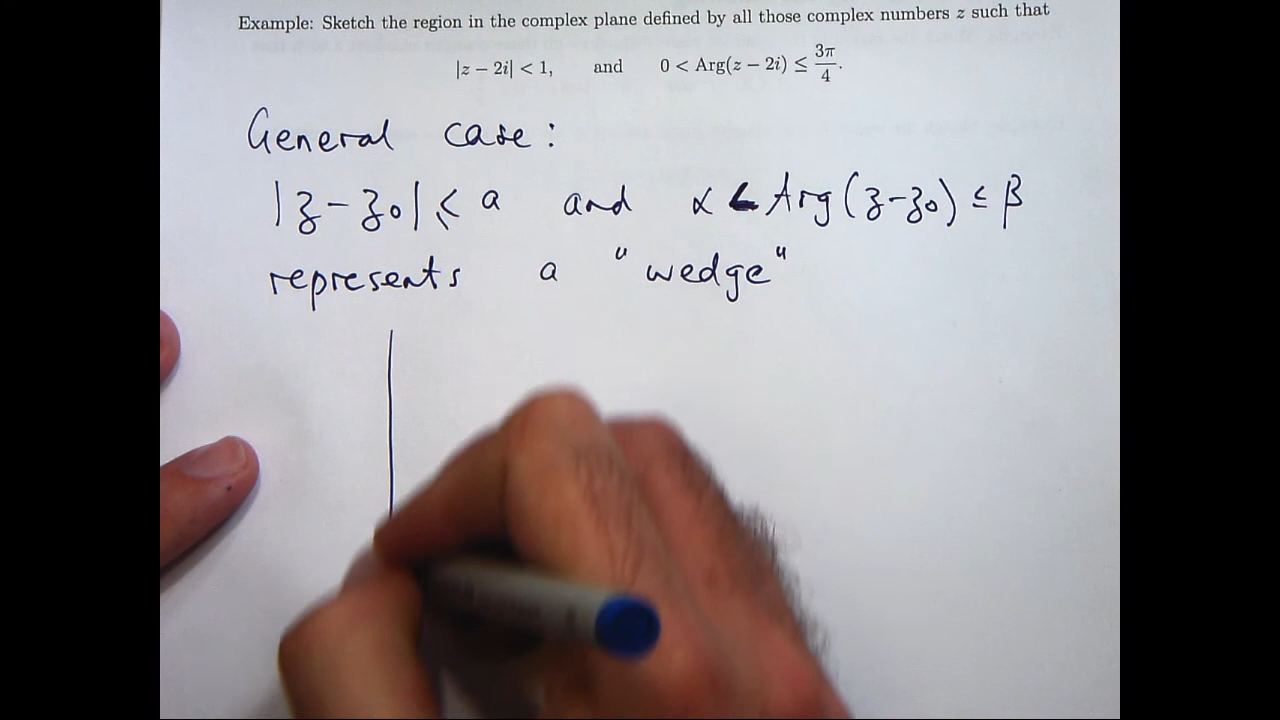 Example: Sketch the region in the complex plane defined by all those complex numbers z such that
|z − 2i| < 1, and 0 < Arg(z − 2i) ≤ 3π/4.
General case:
|z − z₀| ≤ a and α < Arg(z − z₀) ≤ β
represents a "wedge"